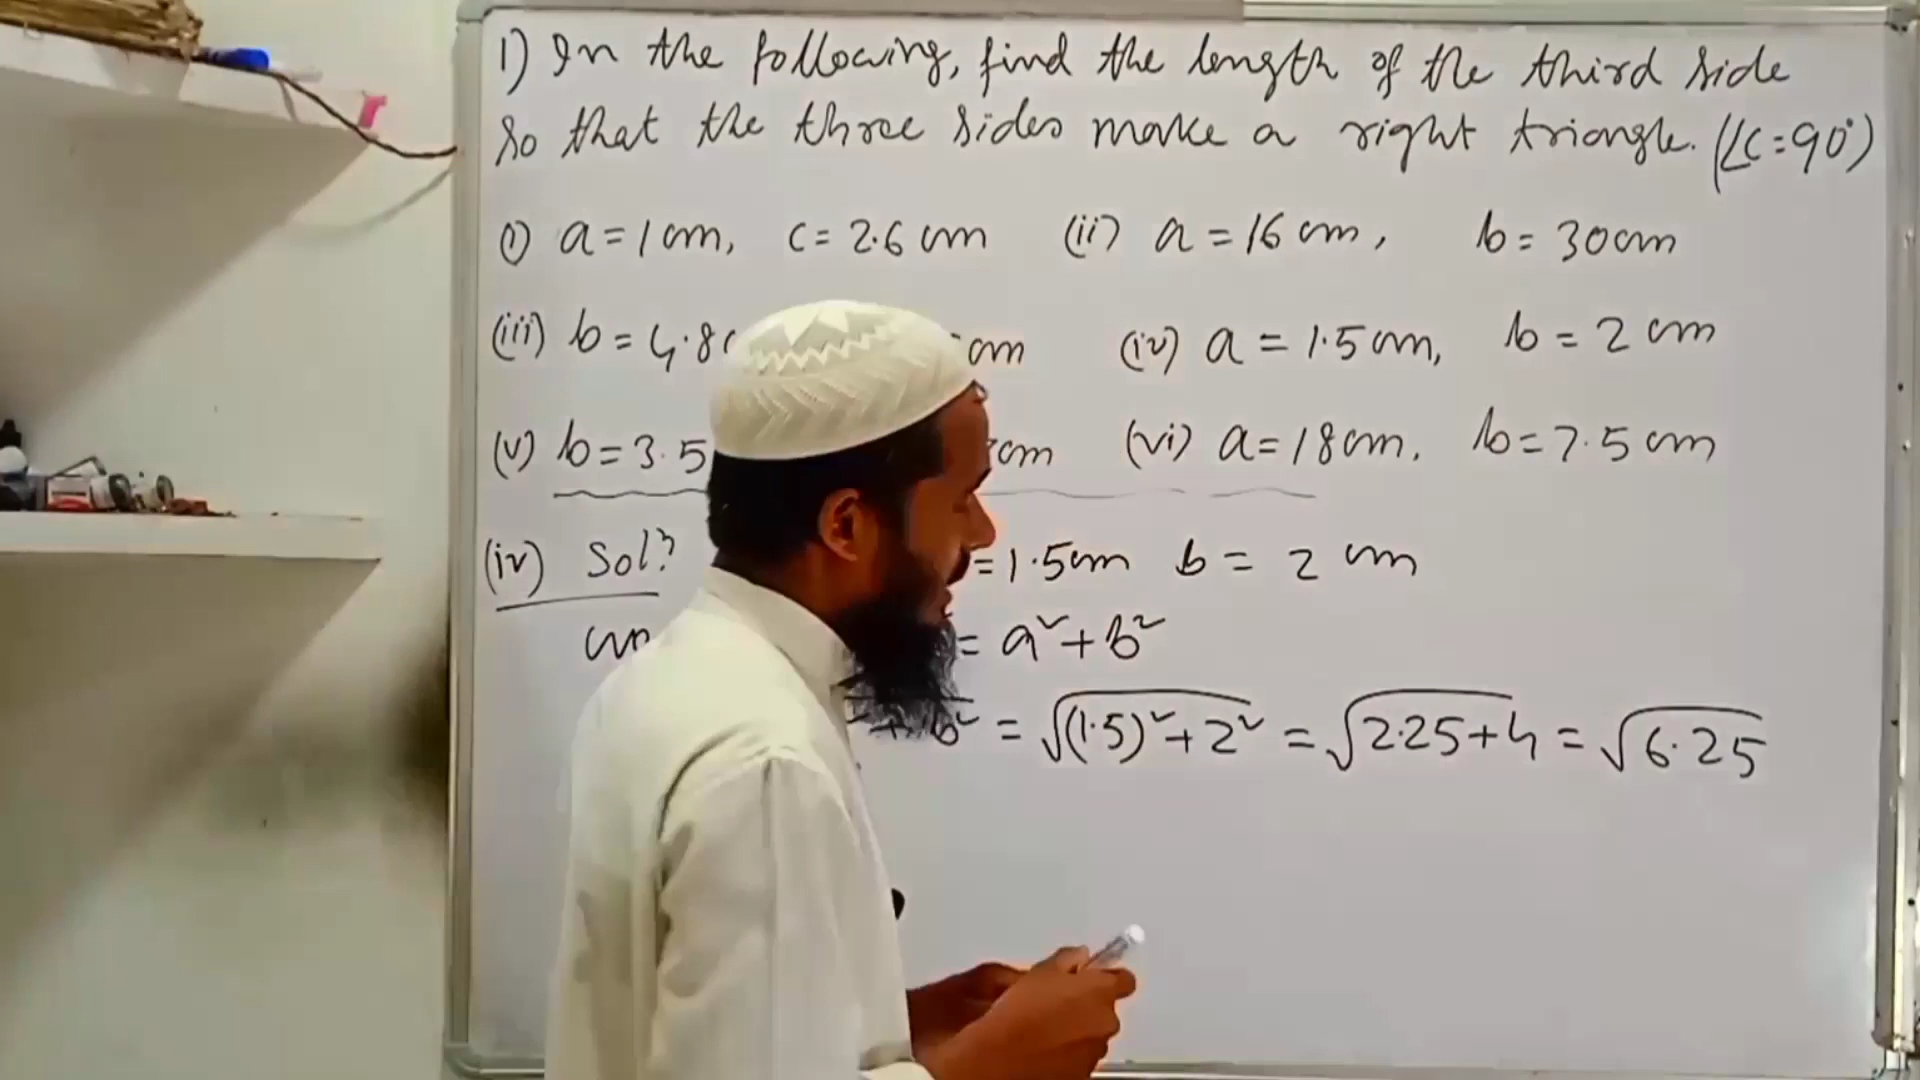 1) In the following, find the length of the third side
so that the three sides make a right triangle. (∠C=90°)
(i) a = 1 cm, c = 2.6 cm (ii) a = 16 cm, b = 30 cm
(iii) b = 4.8 cm (iv) a = 1.5 cm, b = 2 cm
(v) b = 3.5 cm (vi) a = 18 cm, b = 7.5 cm
(iv) Sol: = 1.5 cm b = 2 cm
= a² + b²
+ b² = √(1.5)² + 2² = √2.25 + 4 = √6.25